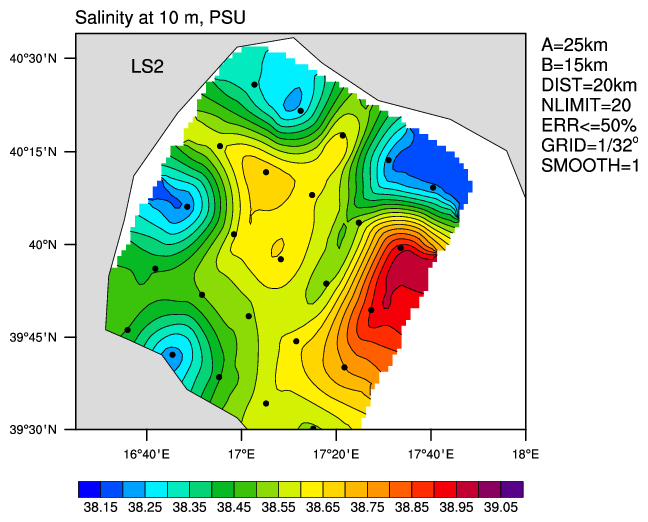 Salinity at 10 m, PSU
LS2
40°30'N
40°15'N
40°N
39°45'N
39°30'N
16°40'E
17°E
17°20'E
17°40'E
18°E
A=25km
B=15km
DIST=20km
NLIMIT=20
ERR<=50%
GRID=1/32°
SMOOTH=1
38.15 38.25 38.35 38.45 38.55 38.65 38.75 38.85 38.95 39.05